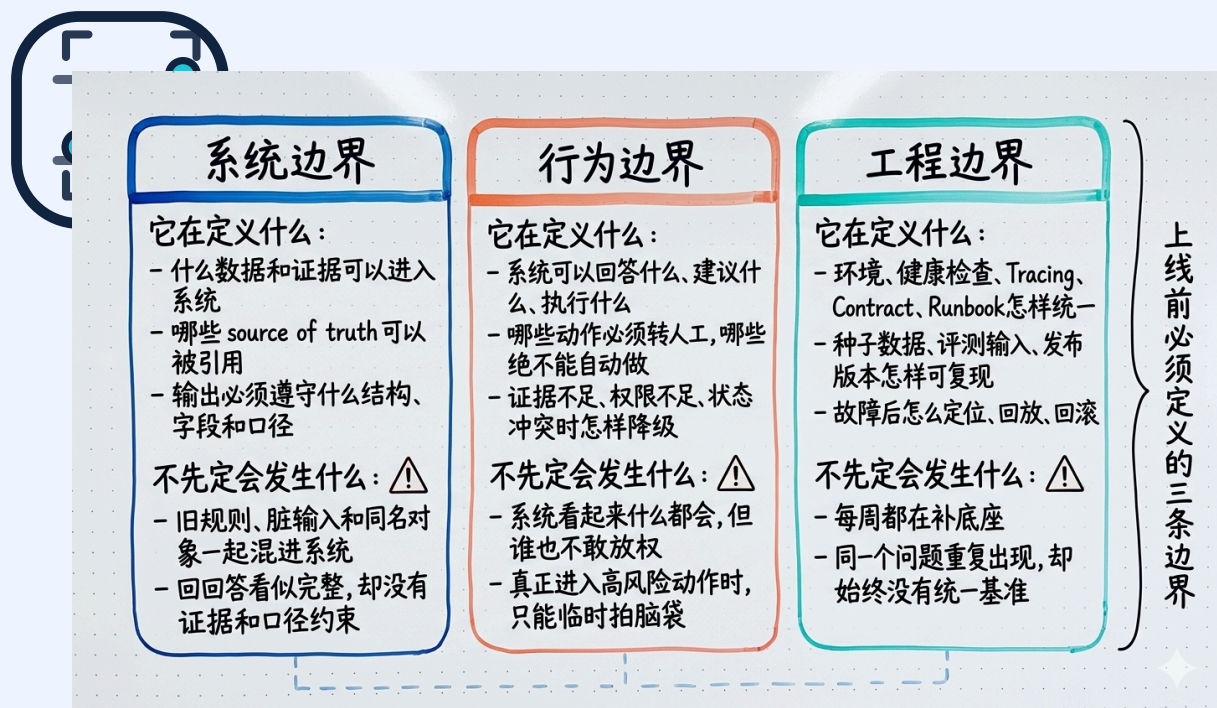 系统边界
它在定义什么：
- 什么数据和证据可以进入
系统
- 哪些 source of truth 可以
被引用
- 输出必须遵守什么结构、
字段和口径
不先定会发生什么：
- 旧规则、脏输入和同名对
象一起混进系统
- 回回答看似完整，却没有
证据和口径约束
行为边界
它在定义什么：
- 系统可以回答什么、建议什
么、执行什么
- 哪些动作必须转人工，哪些
绝不能自动做
- 证据不足、权限不足、状态
冲突时怎样降级
不先定会发生什么：
- 系统看起来什么都会，但
谁也不敢放权
- 真正进入高风险动作时，
只能临时拍脑袋
工程边界
它在定义什么：
- 环境、健康检查、Tracing、
Contract、Runbook怎样统一
- 种子数据、评测输入、发布
版本怎样可复现
- 故障后怎么定位、回放、回滚
不先定会发生什么：
- 每周都在补底座
- 同一个问题重复出现，却
始终没有统一基准
上线前必须定义的三条边界